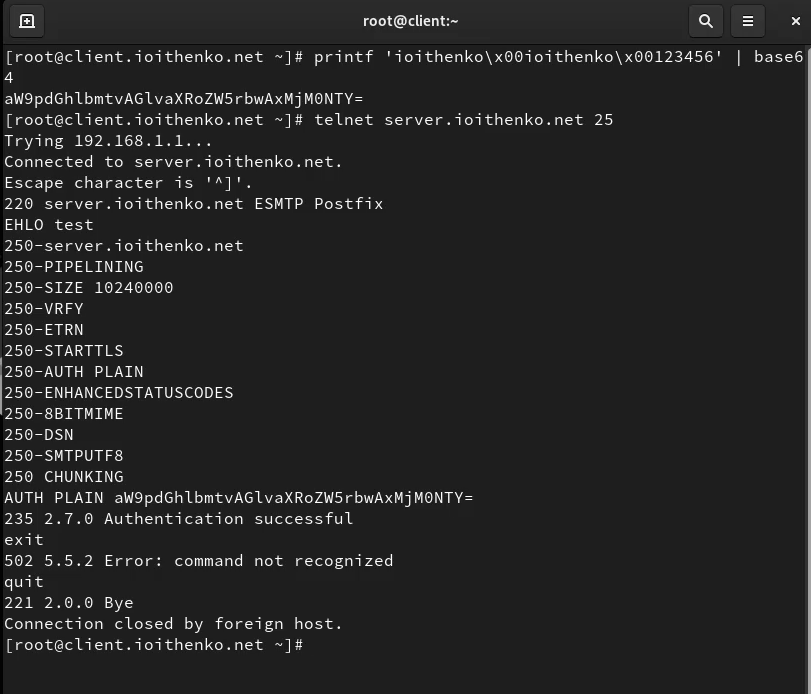 root@client:~
[root@client.ioithenko.net ~]# printf 'ioithenko\x00ioithenko\x00123456' | base6
4
aW9pdGhlbmtvAGlvaXRoZW5rbwAxMjM0NTY=
[root@client.ioithenko.net ~]# telnet server.ioithenko.net 25
Trying 192.168.1.1...
Connected to server.ioithenko.net.
Escape character is '^]'.
220 server.ioithenko.net ESMTP Postfix
EHLO test
250-server.ioithenko.net
250-PIPELINING
250-SIZE 10240000
250-VRFY
250-ETRN
250-STARTTLS
250-AUTH PLAIN
250-ENHANCEDSTATUSCODES
250-8BITMIME
250-DSN
250-SMTPUTF8
250 CHUNKING
AUTH PLAIN aW9pdGhlbmtvAGlvaXRoZW5rbwAxMjM0NTY=
235 2.7.0 Authentication successful
exit
502 5.5.2 Error: command not recognized
quit
221 2.0.0 Bye
Connection closed by foreign host.
[root@client.ioithenko.net ~]#